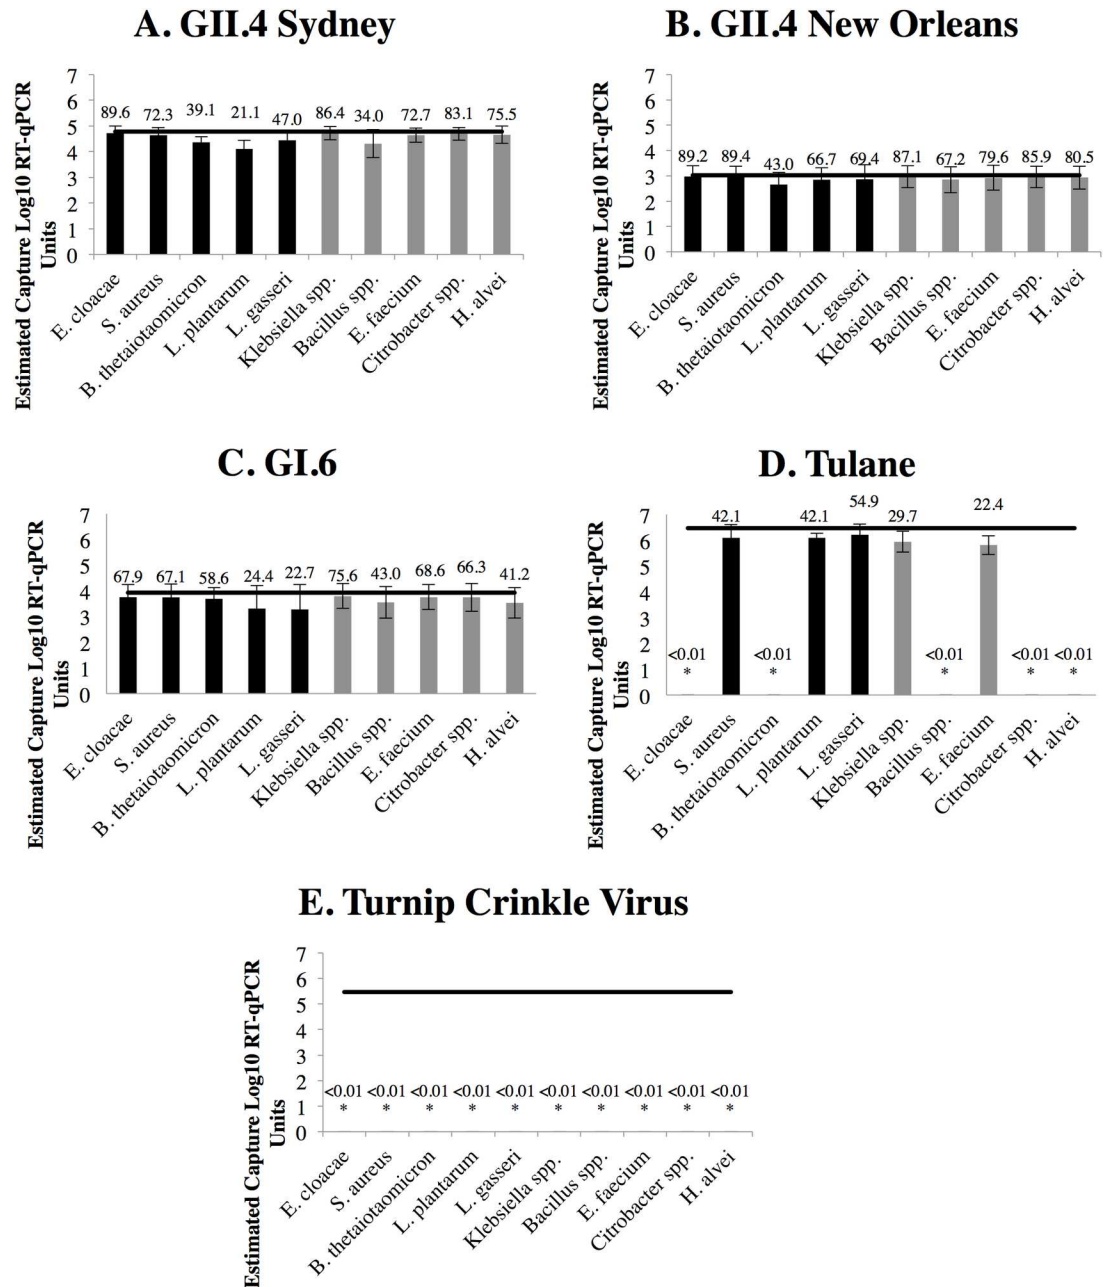 A. GII.4 Sydney
Estimated Capture Log10 RT-qPCR
Units
7
6
5
4
3
2
1
0
89.6 72.3 39.1 21.1 47.0 86.4 34.0 72.7 83.1 75.5
E. cloacae
S. aureus
B. thetaiotaomicron
L. plantarum
L. gasseri
Klebsiella spp.
Bacillus spp.
E. faecium
Citrobacter spp.
H. alvei
B. GII.4 New Orleans
Estimated Capture Log10 RT-qPCR
Units
7
6
5
4
3
2
1
0
89.2 89.4 43.0 66.7 69.4 87.1 67.2 79.6 85.9 80.5
E. cloacae
S. aureus
B. thetaiotaomicron
L. plantarum
L. gasseri
Klebsiella spp.
Bacillus spp.
E. faecium
Citrobacter spp.
H. alvei
C. GI.6
Estimated Capture Log10 RT-qPCR
Units
7
6
5
4
3
2
1
0
67.9 67.1 58.6 24.4 22.7 75.6 43.0 68.6 66.3 41.2
E. cloacae
S. aureus
B. thetaiotaomicron
L. plantarum
L. gasseri
Klebsiella spp.
Bacillus spp.
E. faecium
Citrobacter spp.
H. alvei
D. Tulane
Estimated Capture Log10 RT-qPCR
Units
7
6
5
4
3
2
1
0
42.1 42.1 54.9 29.7 22.4
<0.01 <0.01 <0.01 <0.01 <0.01
* * * * *
E. cloacae
S. aureus
B. thetaiotaomicron
L. plantarum
L. gasseri
Klebsiella spp.
Bacillus spp.
E. faecium
Citrobacter spp.
H. alvei
E. Turnip Crinkle Virus
Estimated Capture Log10 RT-qPCR
Units
7
6
5
4
3
2
1
0
<0.01 <0.01 <0.01 <0.01 <0.01 <0.01 <0.01 <0.01 <0.01 <0.01
* * * * * * * * * *
E. cloacae
S. aureus
B. thetaiotaomicron
L. plantarum
L. gasseri
Klebsiella spp.
Bacillus spp.
E. faecium
Citrobacter spp.
H. alvei